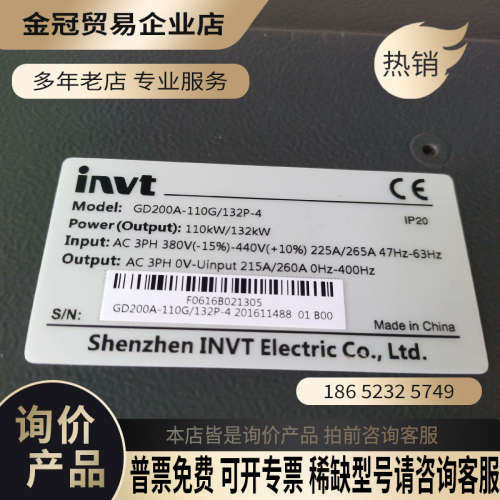 金冠贸易企业店
多年老店 专业服务
热销
invt
CE
Model: GD200A-110G/132P-4
IP20
Power(Output): 110kW/132kW
Input: AC 3PH 380V(-15%)-440V(+10%) 225A/265A 47Hz-63Hz
Output: AC 3PH 0V-Uinput 215A/260A 0Hz-400Hz
F0616B021305
S/N: GD200A-110G/132P-4 201611488 01 B00
Made in China
Shenzhen INVT Electric Co., Ltd.
186 5232 5749
询价
产品
本店皆是询价产品 拍前咨询客服
普票免费 可开专票 稀缺型号请咨询客服